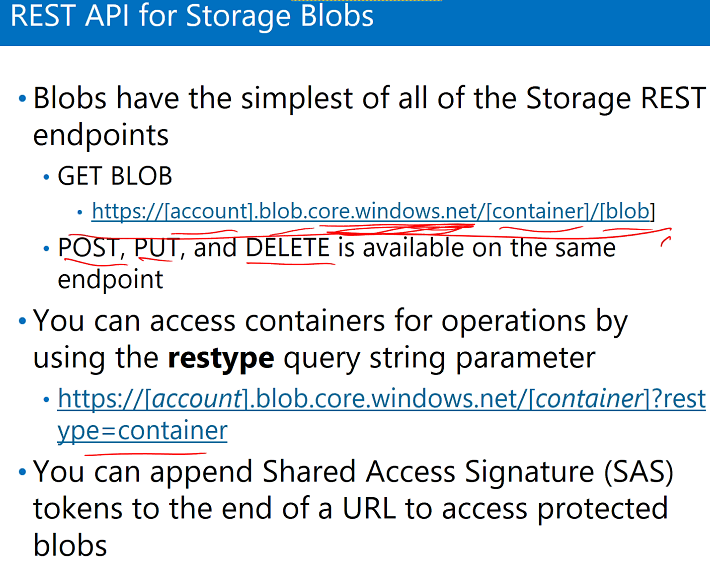 REST API for Storage Blobs
• Blobs have the simplest of all of the Storage REST
endpoints
• GET BLOB
• https://[account].blob.core.windows.net/[container]/[blob]
• POST, PUT, and DELETE is available on the same
endpoint
• You can access containers for operations by
using the restype query string parameter
• https://[account].blob.core.windows.net/[container]?rest
ype=container
• You can append Shared Access Signature (SAS)
tokens to the end of a URL to access protected
blobs